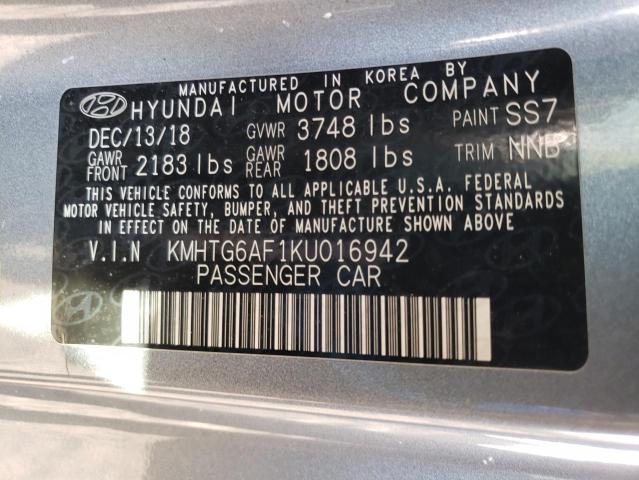 MANUFACTURED IN KOREA BY
HYUNDAI MOTOR COMPANY
DEC/13/18 GVWR 3748 lbs PAINT SS7
GAWR FRONT 2183 lbs GAWR REAR 1808 lbs TRIM NNB
THIS VEHICLE CONFORMS TO ALL APPLICABLE U.S.A. FEDERAL
MOTOR VEHICLE SAFETY, BUMPER, AND THEFT PREVENTION STANDARDS
IN EFFECT ON THE DATE OF MANUFACTURE SHOWN ABOVE
V.I.N KMHTG6AF1KU016942
PASSENGER CAR